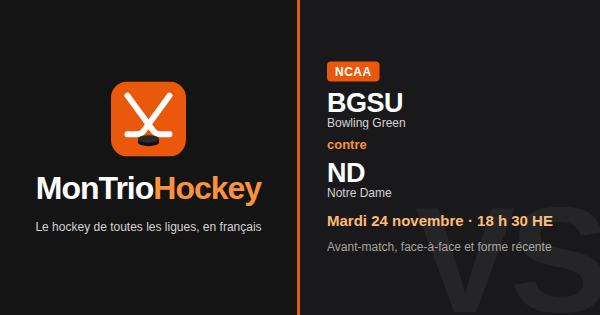 MonTrioHockey
Le hockey de toutes les ligues, en français
NCAA
BGSU
Bowling Green
contre
ND
Notre Dame
Mardi 24 novembre · 18 h 30 HE
Avant-match, face-à-face et forme récente
VS